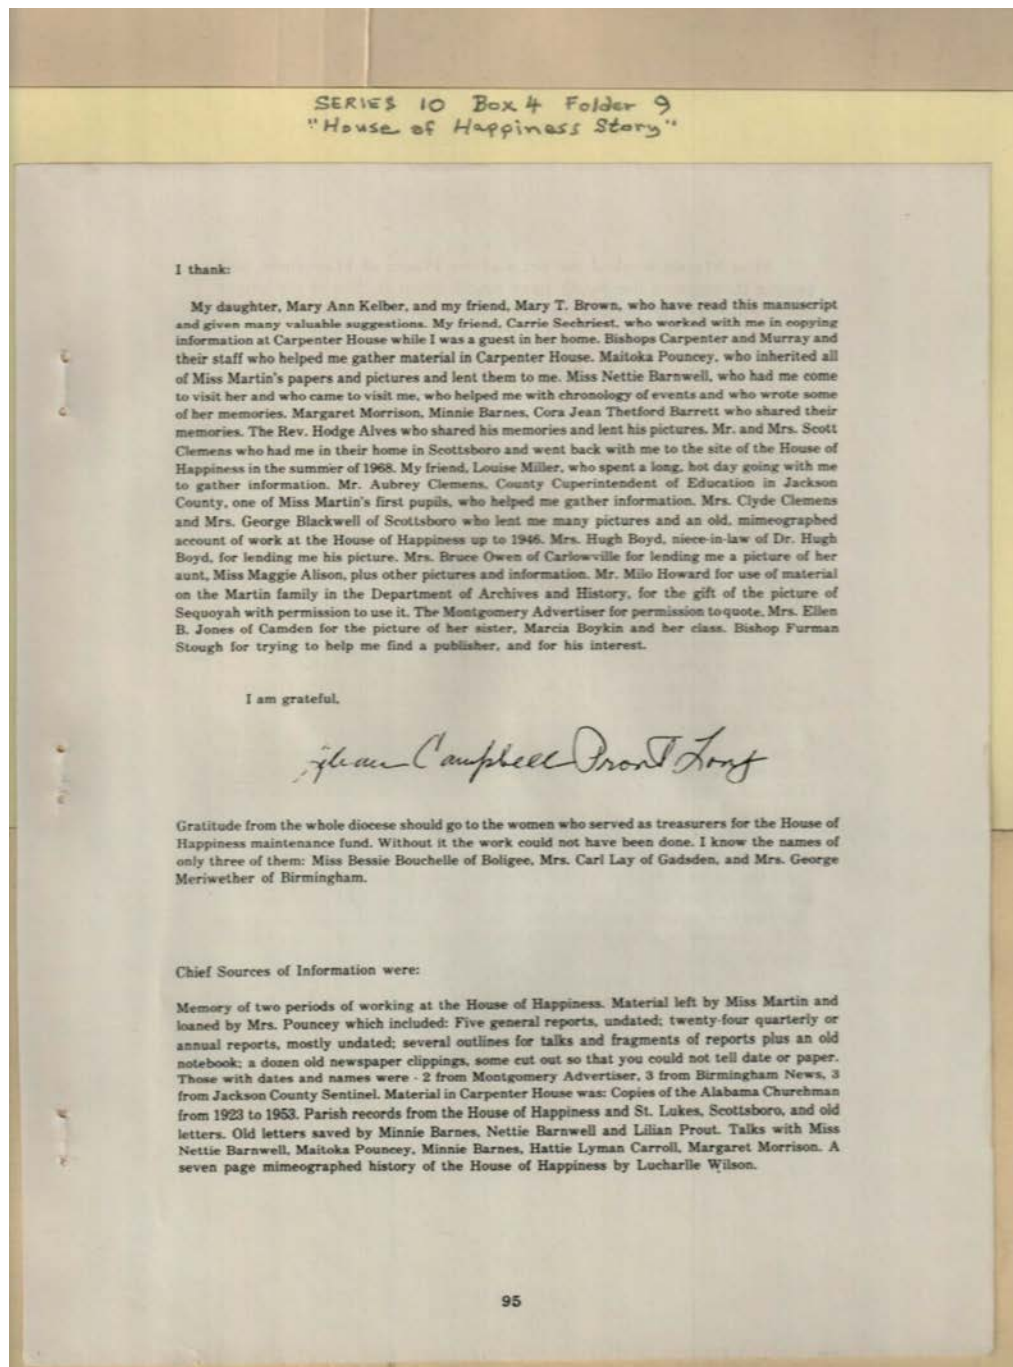 SERIES 10 Box 4 Folder 9
"House of Happiness Story"
I thank:
My daughter, Mary Ann Kelber, and my friend, Mary T. Brown, who have read this manuscript
and given many valuable suggestions. My friend, Carrie Sechriest, who worked with me in copying
information at Carpenter House while I was a guest in her home. Bishops Carpenter and Murray and
their staff who helped me gather material in Carpenter House. Maitoka Pouncey, who inherited all
of Miss Martin's papers and pictures and lent them to me. Miss Nettie Barnwell, who had me come
to visit her and who came to visit me, who helped me with chronology of events and who wrote some
of her memories. Margaret Morrison, Minnie Barnes, Cora Jean Thetford Barrett who shared their
memories. The Rev. Hodge Alves who shared his memories and lent his pictures. Mr. and Mrs. Scott
Clemens who had me in their home in Scottsboro and went back with me to the site of the House of
Happiness in the summer of 1968. My friend, Louise Miller, who spent a long, hot day going with me
to gather information. Mr. Aubrey Clemens, County Cuperintendent of Education in Jackson
County, one of Miss Martin's first pupils, who helped me gather information. Mrs. Clyde Clemens
and Mrs. George Blackwell of Scottsboro who lent me many pictures and an old, mimeographed
account of work at the House of Happiness up to 1946. Mrs. Hugh Boyd, niece-in-law of Dr. Hugh
Boyd, for lending me his picture. Mrs. Bruce Owen of Carlowville for lending me a picture of her
aunt, Miss Maggie Alison, plus other pictures and information. Mr. Milo Howard for use of material
on the Martin family in the Department of Archives and History, for the gift of the picture of
Sequoyah with permission to use it. The Montgomery Advertiser for permission to quote. Mrs. Ellen
B. Jones of Camden for the picture of her sister, Marcia Boykin and her class. Bishop Furman
Stough for trying to help me find a publisher, and for his interest.
I am grateful,
Campbell Prout Long
Gratitude from the whole diocese should go to the women who served as treasurers for the House of
Happiness maintenance fund. Without it the work could not have been done. I know the names of
only three of them: Miss Bessie Bouchelle of Boligee, Mrs. Carl Lay of Gadsden, and Mrs. George
Meriwether of Birmingham.
Chief Sources of Information were:
Memory of two periods of working at the House of Happiness. Material left by Miss Martin and
loaned by Mrs. Pouncey which included: Five general reports, undated; twenty-four quarterly or
annual reports, mostly undated; several outlines for talks and fragments of reports plus an old
notebook; a dozen old newspaper clippings, some cut out so that you could not tell date or paper.
Those with dates and names were - 2 from Montgomery Advertiser, 3 from Birmingham News, 3
from Jackson County Sentinel. Material in Carpenter House was: Copies of the Alabama Churchman
from 1923 to 1953. Parish records from the House of Happiness and St. Lukes, Scottsboro, and old
letters. Old letters saved by Minnie Barnes, Nettie Barnwell and Lilian Prout. Talks with Miss
Nettie Barnwell, Maitoka Pouncey, Minnie Barnes, Hattie Lyman Carroll, Margaret Morrison. A
seven page mimeographed history of the House of Happiness by Lucharlie Wilson.
95